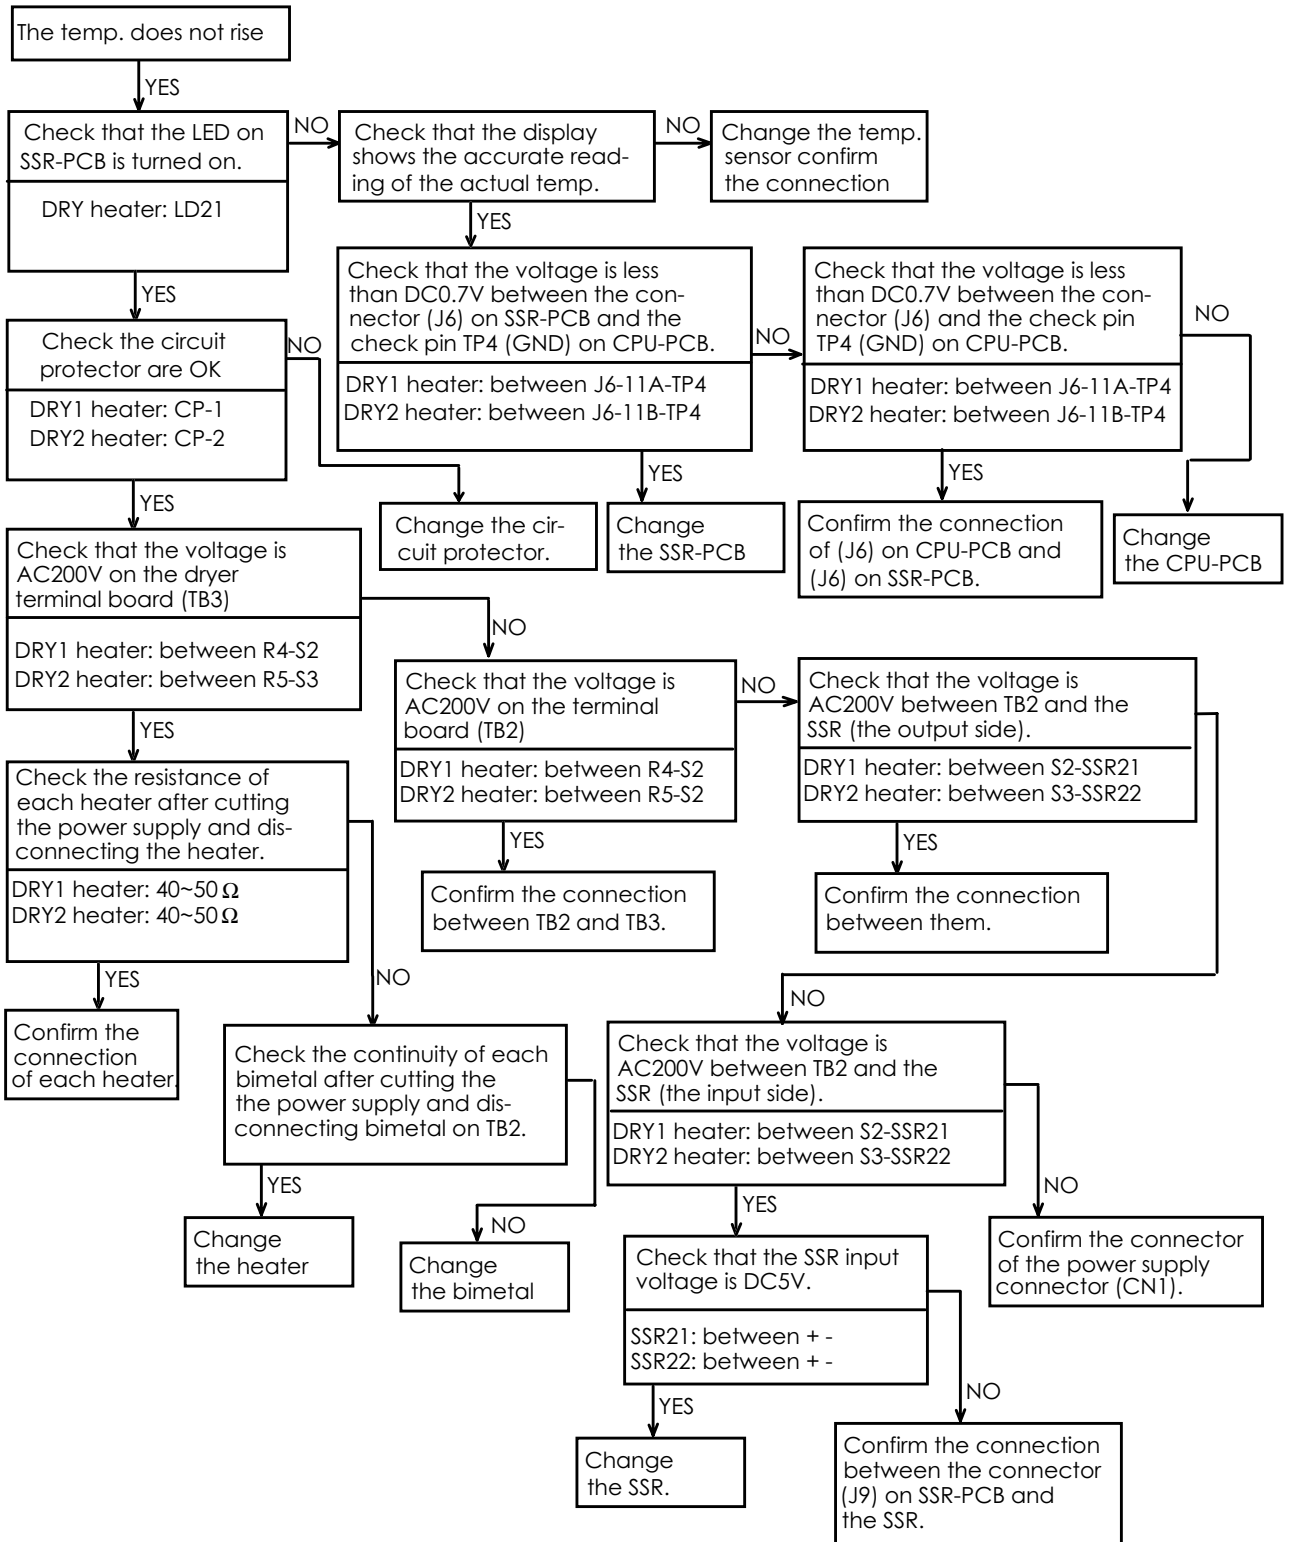 The temp. does not rise
YES
Check that the LED on
SSR-PCB is turned on.
DRY heater: LD21
NO
Check that the display
shows the accurate read-
ing of the actual temp.
NO
Change the temp.
sensor confirm
the connection
YES
YES
Check that the voltage is less
than DC0.7V between the con-
nector (J6) on SSR-PCB and the
check pin TP4 (GND) on CPU-PCB.
DRY1 heater: between J6-11A-TP4
DRY2 heater: between J6-11B-TP4
NO
Check that the voltage is less
than DC0.7V between the con-
nector (J6) and the check pin
TP4 (GND) on CPU-PCB.
DRY1 heater: between J6-11A-TP4
DRY2 heater: between J6-11B-TP4
NO
Check the circuit
protector are OK
DRY1 heater: CP-1
DRY2 heater: CP-2
NO
YES
YES
YES
Change the cir-
cuit protector.
Change
the SSR-PCB
Confirm the connection
of (J6) on CPU-PCB and
(J6) on SSR-PCB.
Change
the CPU-PCB
Check that the voltage is
AC200V on the dryer
terminal board (TB3)
DRY1 heater: between R4-S2
DRY2 heater: between R5-S3
NO
Check that the voltage is
AC200V on the terminal
board (TB2)
DRY1 heater: between R4-S2
DRY2 heater: between R5-S2
NO
Check that the voltage is
AC200V between TB2 and the
SSR (the output side).
DRY1 heater: between S2-SSR21
DRY2 heater: between S3-SSR22
YES
Check the resistance of
each heater after cutting
the power supply and dis-
connecting the heater.
DRY1 heater: 40~50Ω
DRY2 heater: 40~50Ω
YES
Confirm the connection
between TB2 and TB3.
YES
Confirm the connection
between them.
YES
Confirm the
connection
of each heater.
NO
Check the continuity of each
bimetal after cutting the
the power supply and dis-
connecting bimetal on TB2.
NO
Check that the voltage is
AC200V between TB2 and the
SSR (the input side).
DRY1 heater: between S2-SSR21
DRY2 heater: between S3-SSR22
YES
Change
the heater
NO
Change
the bimetal
YES
Check that the SSR input
voltage is DC5V.
SSR21: between + -
SSR22: between + -
NO
Confirm the connector
of the power supply
connector (CN1).
YES
Change
the SSR.
NO
Confirm the connection
between the connector
(J9) on SSR-PCB and
the SSR.